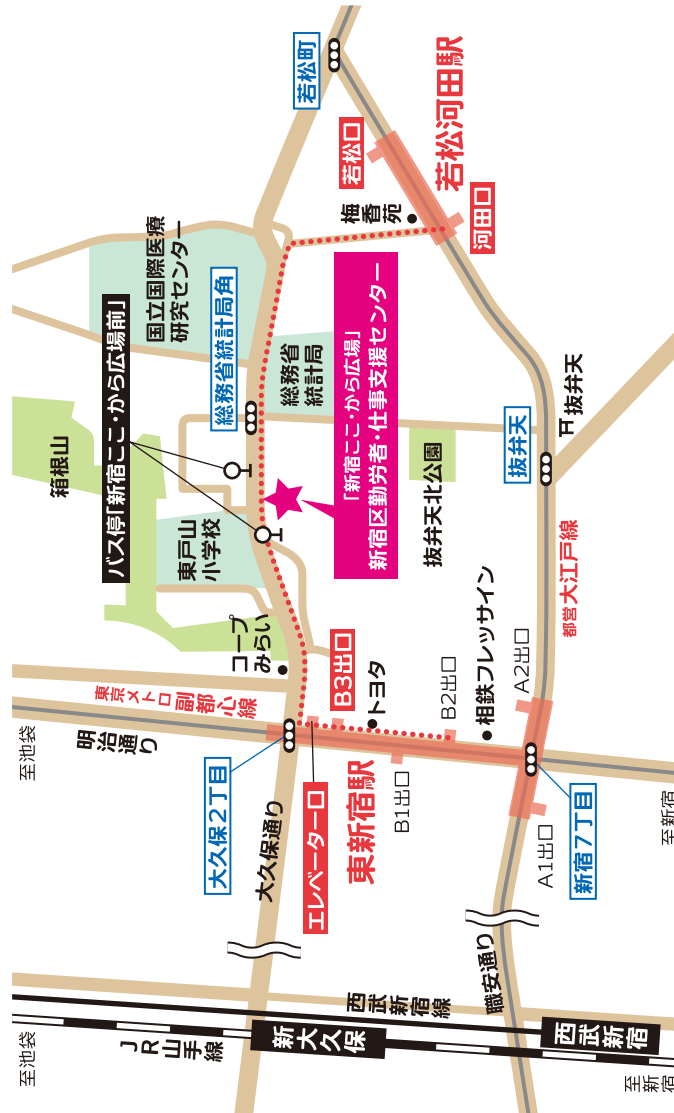 至池袋
JR山手線
新大久保
西武新宿線
西武新宿
至新宿
職安通り
大久保通り
至池袋
明治通り
東京メトロ
副都心線
大久保2丁目
エレベーター口
東新宿駅
B1出口
A1出口
新宿7丁目
至新宿
コープ
みらい
B3出口
トヨタ
B2出口
相鉄フレッサイン
A2出口
都営大江戸線
箱根山
バス停「新宿ここ・から広場前」
東戸山
小学校
「新宿ここ・から広場」
新宿区勤労者・仕事支援センター
抜弁天北公園
抜弁天
抜弁天
国立国際医療
研究センター
総務省統計局角
総務省
統計局
若松町
若松口
梅香苑
若松河田駅
河田口